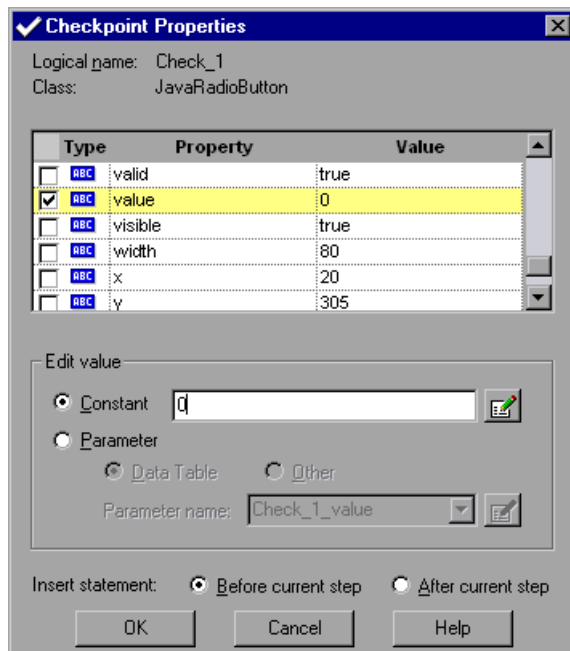 Checkpoint Properties
Logical name: Check_1
Class: JavaRadioButton
Type Property Value
ABC valid true
ABC value 0
ABC visible true
ABC width 80
ABC x 20
ABC y 305
Edit value
Constant 0
Parameter
Data Table Other
Parameter name: Check_1_value
Insert statement: Before current step After current step
OK Cancel Help